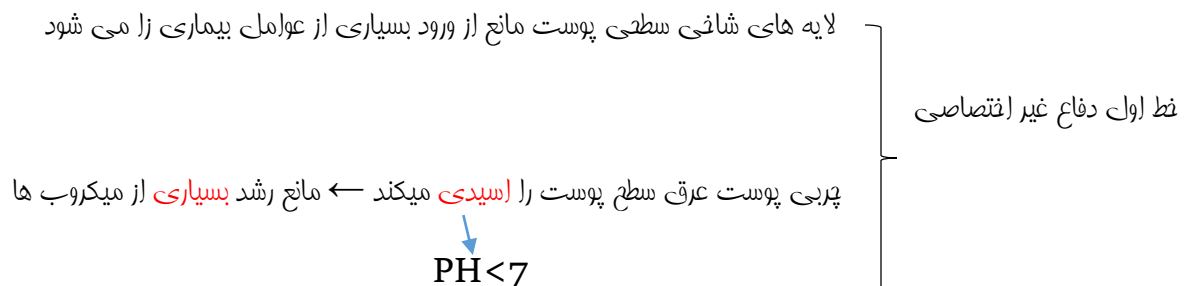 لایه های شاخی سطحی پوست مانع از ورود بسیاری از عوامل بیماری زا می شود
خط اول دفاع غیر اختصاصی
چربی پوست عرق سطح پوست را اسیدی میکند ← مانع رشد بسیاری از میکروب ها
PH<7